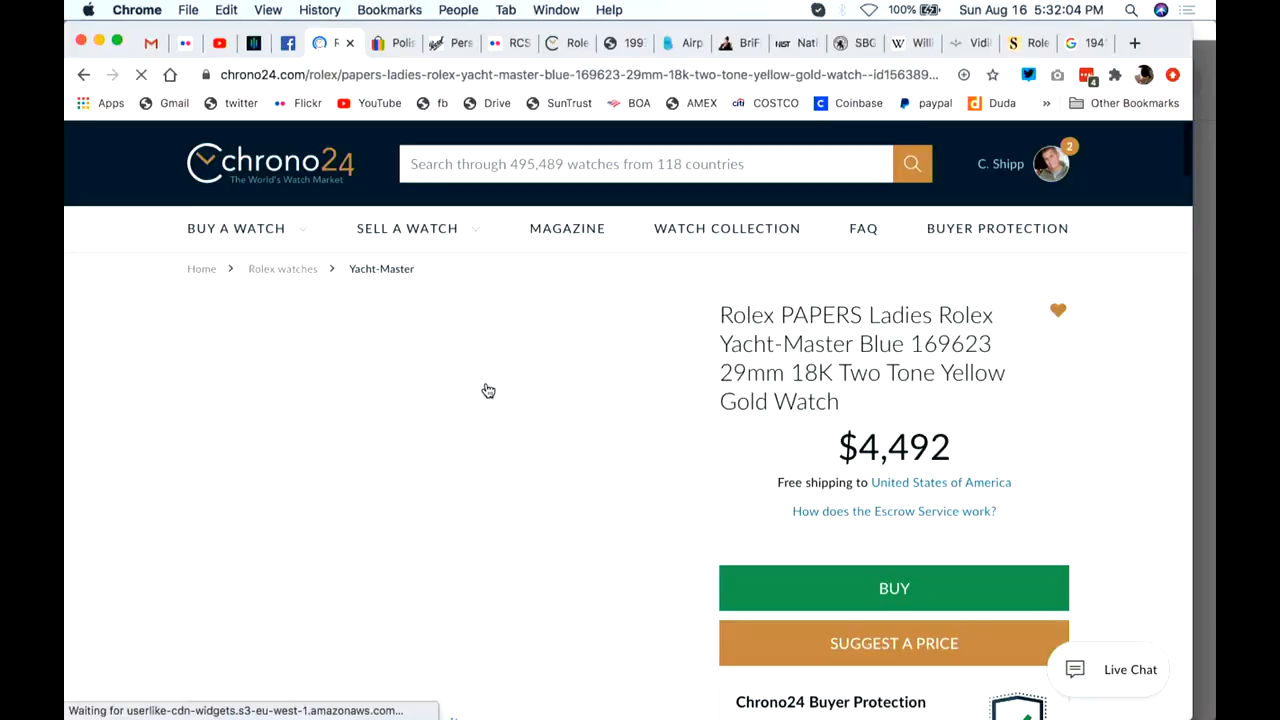 Chrome File Edit View History Bookmarks People Tab Window Help 100% Sun Aug 16 5:32:04 PM
R Polis Pers RCS Role 199 Airp BriF Nati SBG Willi Vidi Role 194
chrono24.com/rolex/papers-ladies-rolex-yacht-master-blue-169623-29mm-18k-two-tone-yellow-gold-watch--id156389... 4
Apps Gmail twitter Flickr YouTube fb Drive SunTrust BOA AMEX citi COSTCO Coinbase paypal Duda » Other Bookmarks
chrono24
The World's Watch Market
Search through 495,489 watches from 118 countries
C. Shipp 2
BUY A WATCH SELL A WATCH MAGAZINE WATCH COLLECTION FAQ BUYER PROTECTION
Home Rolex watches Yacht-Master
Rolex PAPERS Ladies Rolex
Yacht-Master Blue 169623
29mm 18K Two Tone Yellow
Gold Watch
$4,492
Free shipping to United States of America
How does the Escrow Service work?
BUY
SUGGEST A PRICE
Live Chat
Chrono24 Buyer Protection
Waiting for userlike-cdn-widgets.s3-eu-west-1.amazonaws.com...